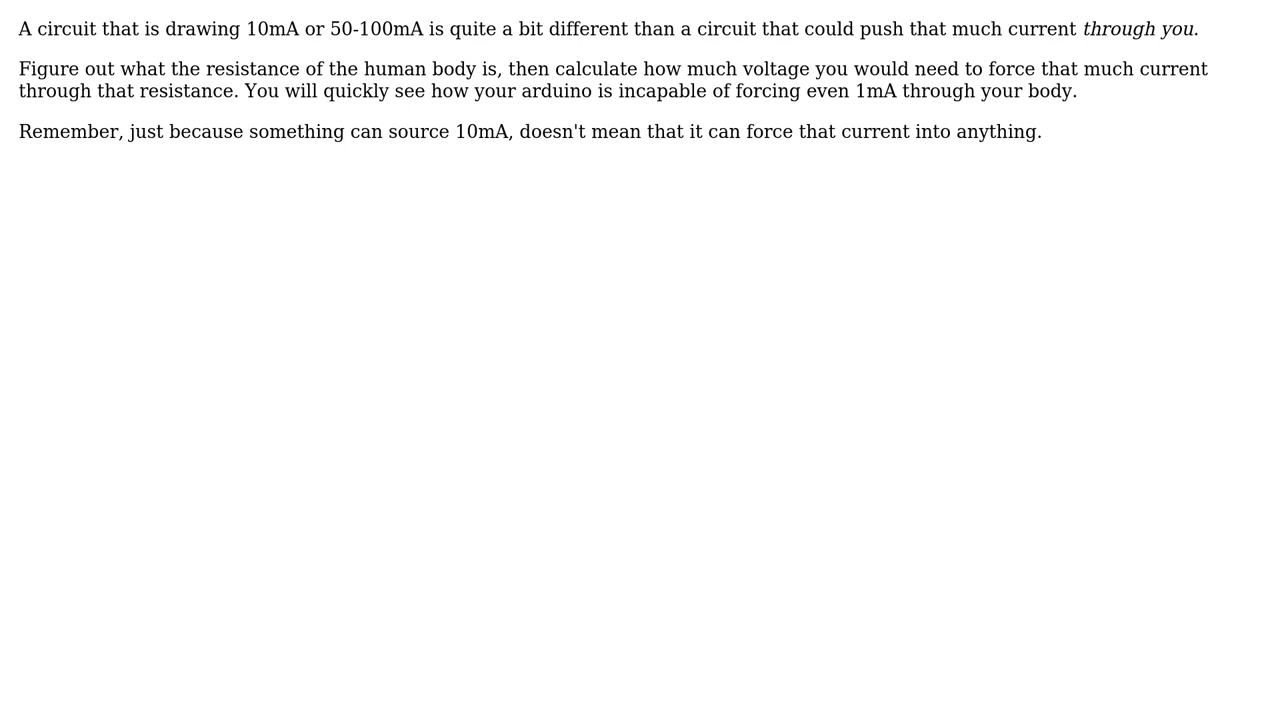 A circuit that is drawing 10mA or 50-100mA is quite a bit different than a circuit that could push that much current through you.
Figure out what the resistance of the human body is, then calculate how much voltage you would need to force that much current
through that resistance. You will quickly see how your arduino is incapable of forcing even 1mA through your body.
Remember, just because something can source 10mA, doesn't mean that it can force that current into anything.